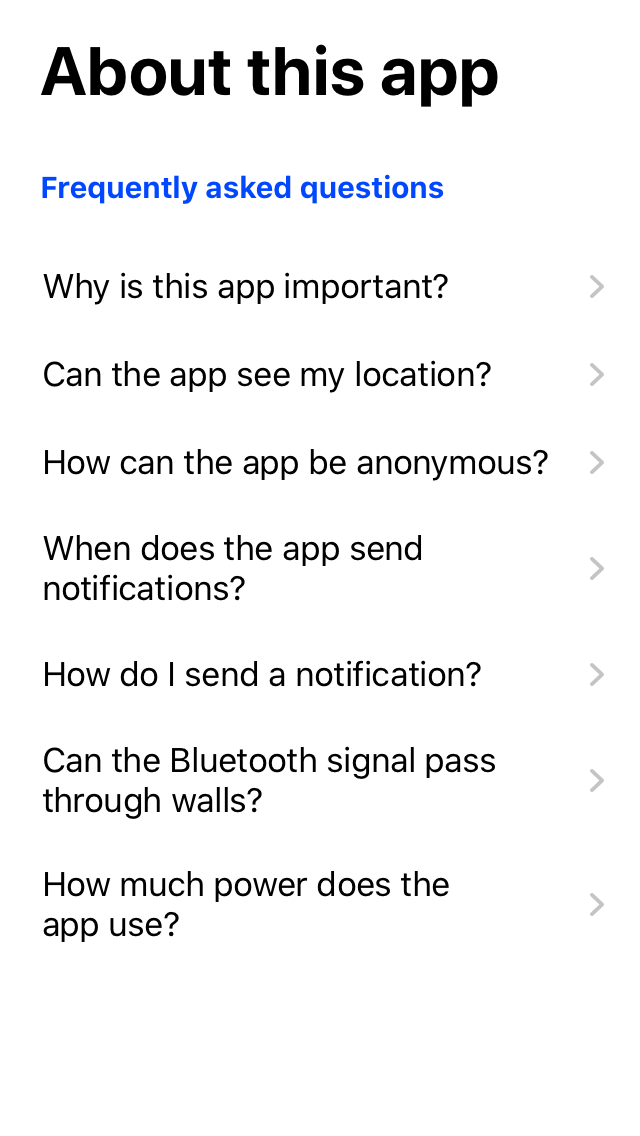 About this app
Frequently asked questions
Why is this app important?
Can the app see my location?
How can the app be anonymous?
When does the app send
notifications?
How do I send a notification?
Can the Bluetooth signal pass
through walls?
How much power does the
app use?